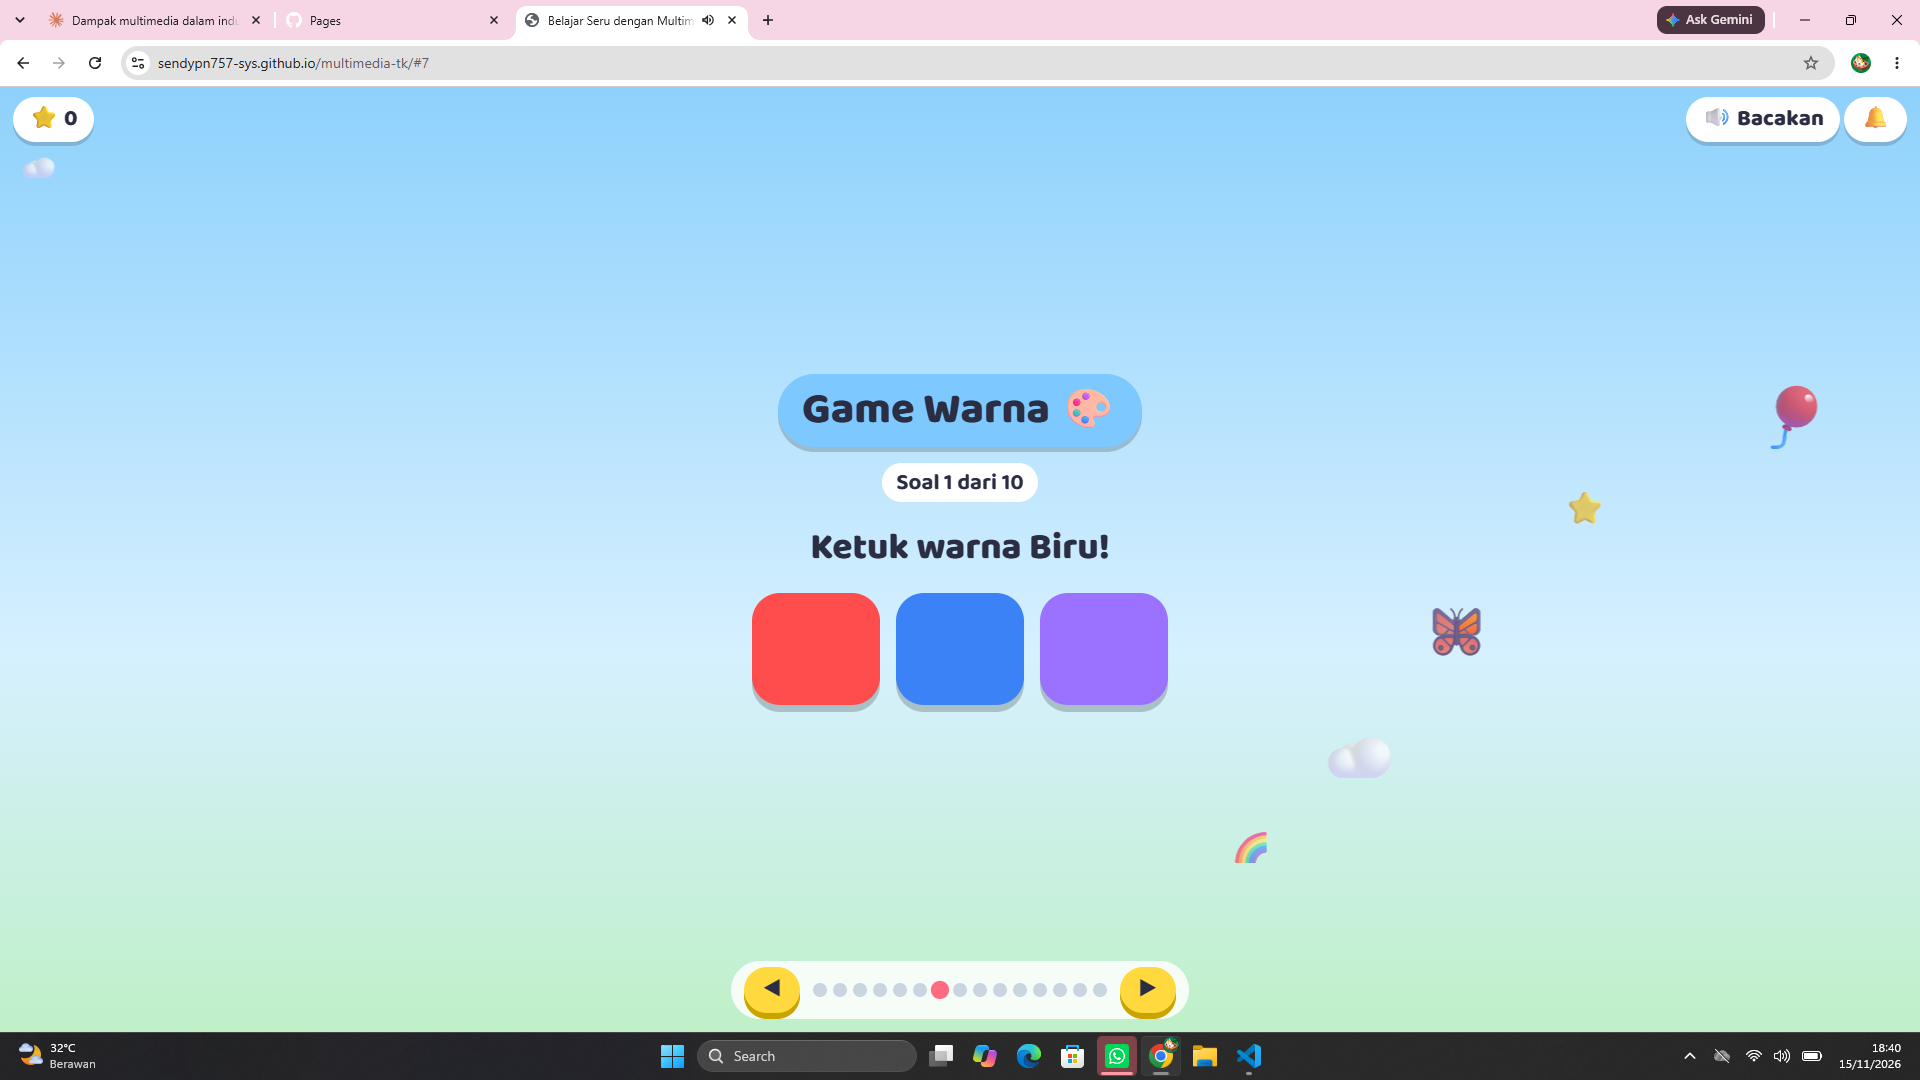 Dampak multimedia dalam indu
Pages
Belajar Seru dengan Multim
Ask Gemini
sendypn757-sys.github.io/multimedia-tk/#7
0
Bacakan
Game Warna
Soal 1 dari 10
Ketuk warna Biru!
32°C
Berawan
Search
18:40
15/11/2026